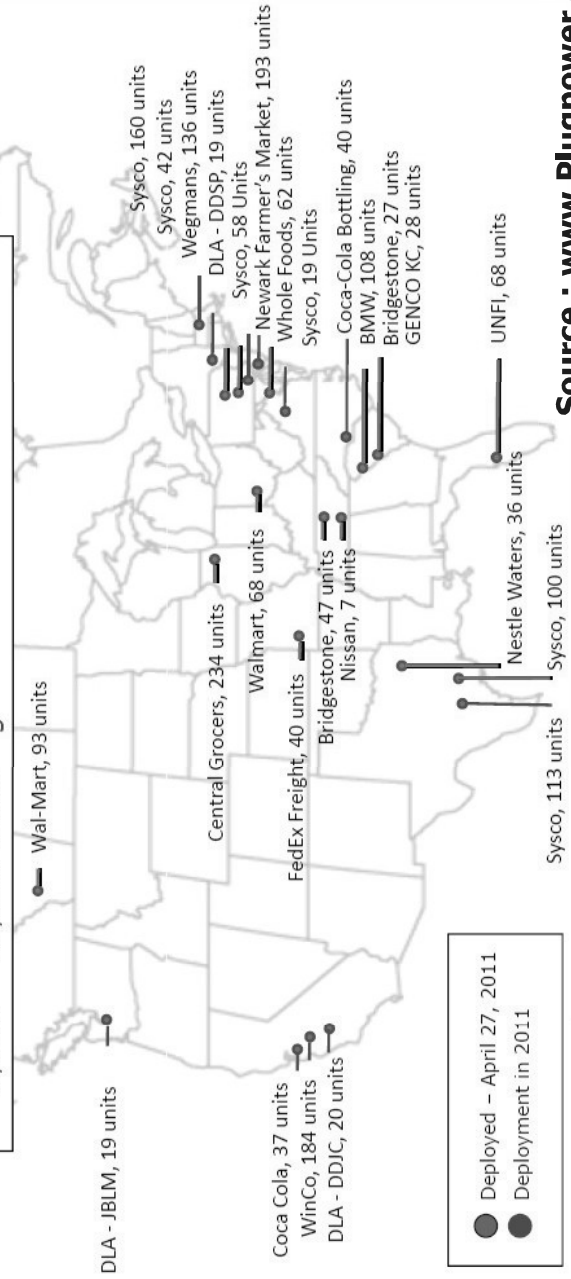 Wal-Mart, 93 units
DLA - JBLM, 19 units
Central Grocers, 234 units
Walmart, 68 units
FedEx Freight, 40 units
Bridgestone, 47 units
Nissan, 7 units
Coca Cola, 37 units
WinCo, 184 units
DLA - DDJC, 20 units
Sysco, 160 units
Sysco, 42 units
Wegmans, 136 units
DLA - DDSP, 19 units
Sysco, 58 Units
Newark Farmer's Market, 193 units
Whole Foods, 62 units
Sysco, 19 Units
Coca-Cola Bottling, 40 units
BMW, 108 units
Bridgestone, 27 units
GENCO KC, 28 units
UNFI, 68 units
Nestle Waters, 36 units
Sysco, 100 units
Sysco, 113 units
Deployed – April 27, 2011
Deployment in 2011
Source : www.Plugpower